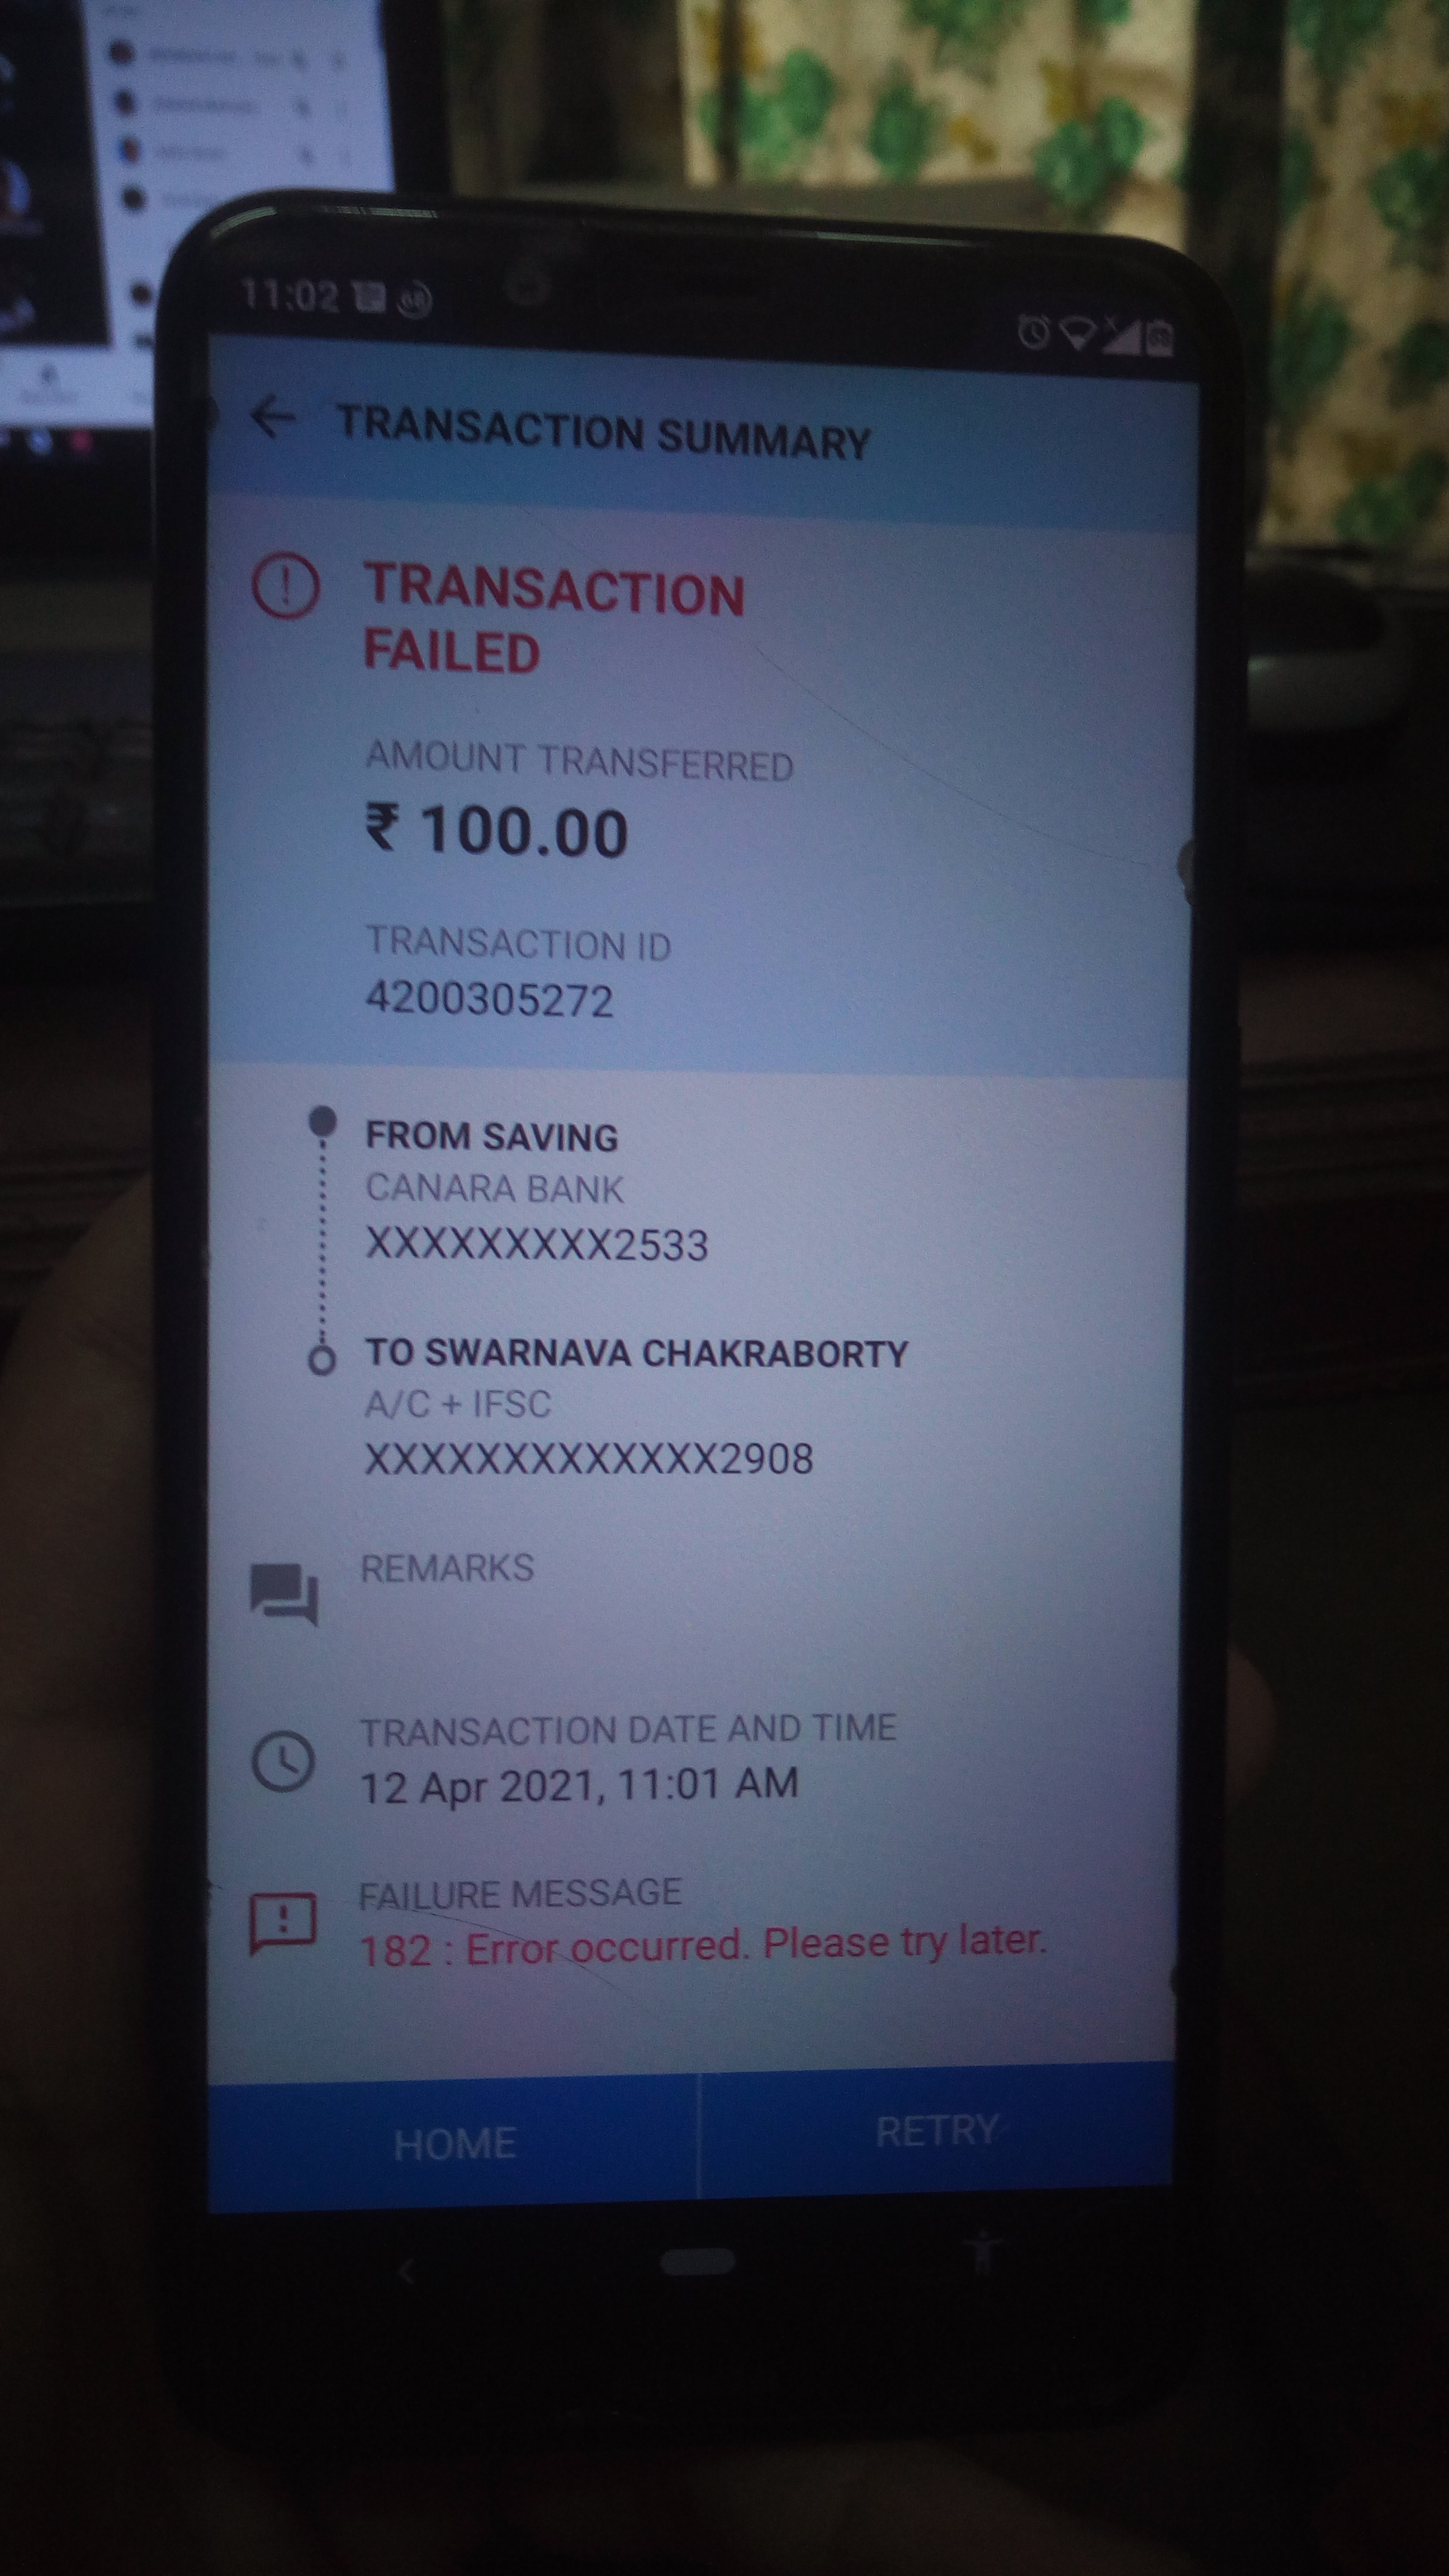 11:02
TRANSACTION SUMMARY
TRANSACTION
FAILED
AMOUNT TRANSFERRED
₹ 100.00
TRANSACTION ID
4200305272
FROM SAVING
CANARA BANK
XXXXXXXXX2533
TO SWARNAVA CHAKRABORTY
A/C + IFSC
XXXXXXXXXXXXX2908
REMARKS
TRANSACTION DATE AND TIME
12 Apr 2021, 11:01 AM
FAILURE MESSAGE
182 : Error occurred. Please try later.
HOME
RETRY